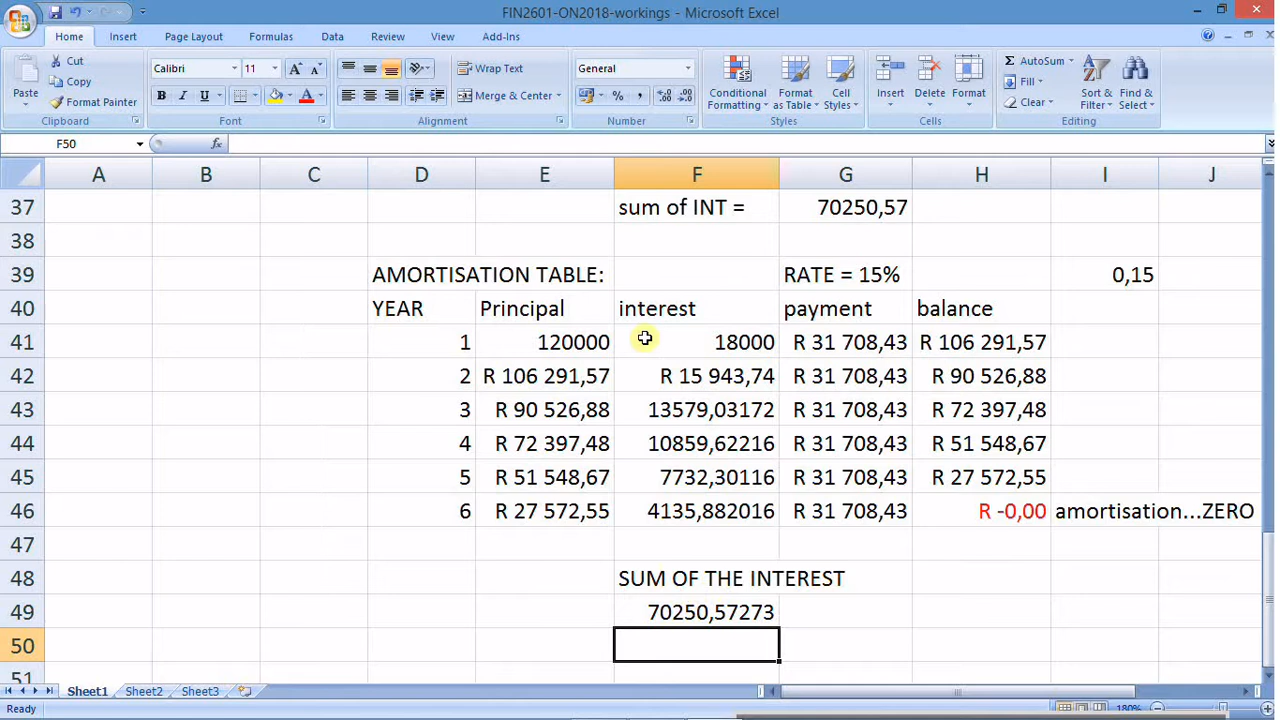 FIN2601-ON2018-workings - Microsoft Excel
Home Insert Page Layout Formulas Data Review View Add-Ins
Paste
Cut
Copy
Format Painter
Clipboard
Calibri 11
B I U A
Font
Wrap Text
Merge & Center
Alignment
General
% ,
Number
Conditional Formatting
Format as Table
Cell Styles
Styles
Insert Delete Format
Cells
Σ AutoSum
Fill
Clear
Sort & Filter
Find & Select
Editing
F50 fx
A B C D E F G H I J
37 sum of INT = 70250,57
38
39 AMORTISATION TABLE: RATE = 15% 0,15
40 YEAR Principal interest payment balance
41 1 120000 18000 R 31 708,43 R 106 291,57
42 2 R 106 291,57 R 15 943,74 R 31 708,43 R 90 526,88
43 3 R 90 526,88 13579,03172 R 31 708,43 R 72 397,48
44 4 R 72 397,48 10859,62216 R 31 708,43 R 51 548,67
45 5 R 51 548,67 7732,30116 R 31 708,43 R 27 572,55
46 6 R 27 572,55 4135,882016 R 31 708,43 R -0,00 amortisation...ZERO
47
48 SUM OF THE INTEREST
49 70250,57273
50
51
Sheet1 Sheet2 Sheet3
Ready 180%